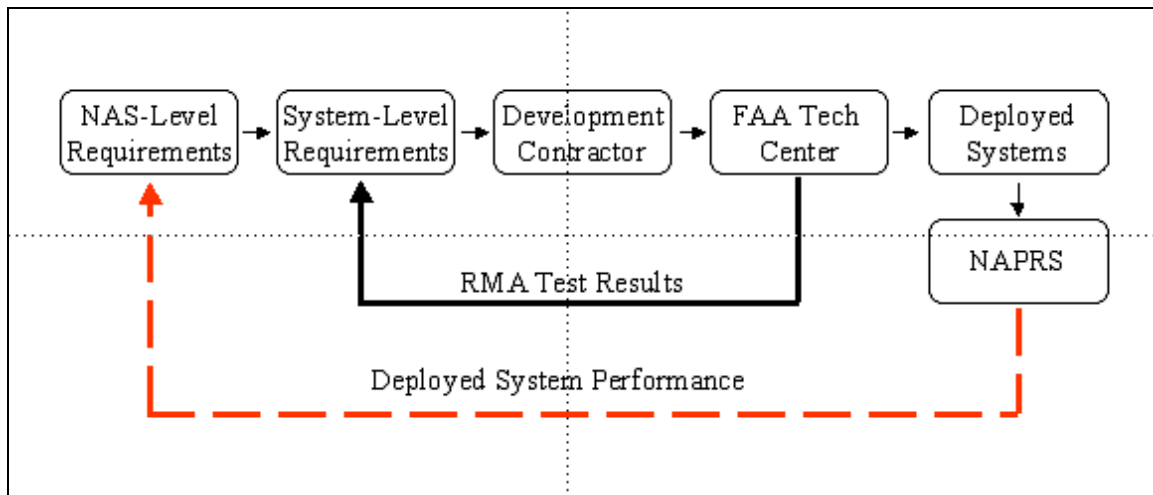 NAS-Level
Requirements
System-Level
Requirements
Development
Contractor
FAA Tech
Center
Deployed
Systems
NAPRS
RMA Test Results
Deployed System Performance